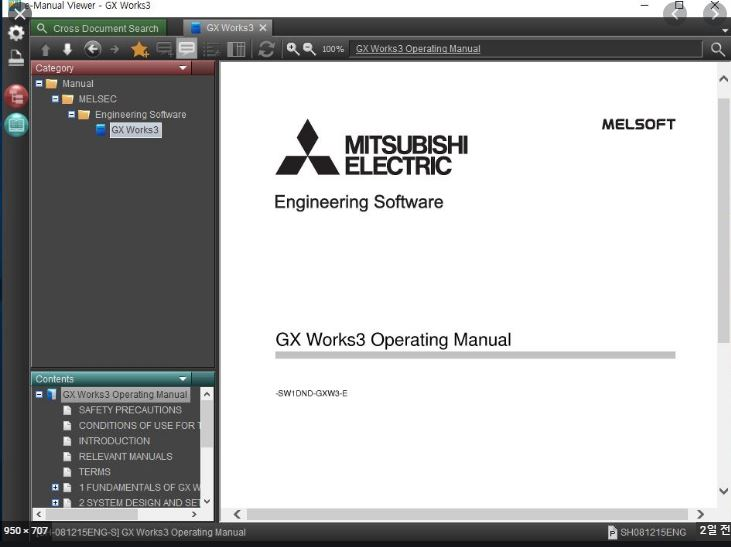 e-Manual Viewer - GX Works3
Cross Document Search
GX Works3
100%
GX Works3 Operating Manual
Category
Manual
MELSEC
Engineering Software
GX Works3
MELSOFT
MITSUBISHI
ELECTRIC
Engineering Software
GX Works3 Operating Manual
-SW1DND-GXW3-E
Contents
GX Works3 Operating Manual
SAFETY PRECAUTIONS
CONDITIONS OF USE FOR
INTRODUCTION
RELEVANT MANUALS
TERMS
1 FUNDAMENTALS OF GX W
2 SYSTEM DESIGN AND SET
950 × 707
-081215ENG-S] GX Works3 Operating Manual
SH081215ENG
2일 전